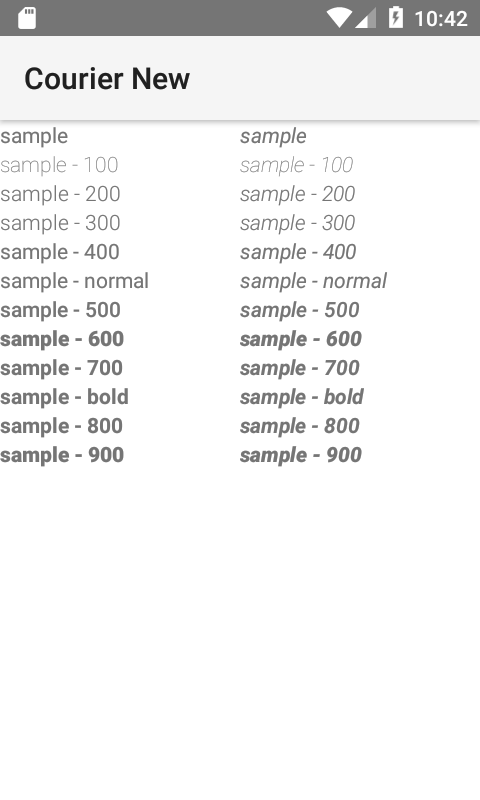 10:42
Courier New
sample sample
sample - 100 sample - 100
sample - 200 sample - 200
sample - 300 sample - 300
sample - 400 sample - 400
sample - normal sample - normal
sample - 500 sample - 500
sample - 600 sample - 600
sample - 700 sample - 700
sample - bold sample - bold
sample - 800 sample - 800
sample - 900 sample - 900